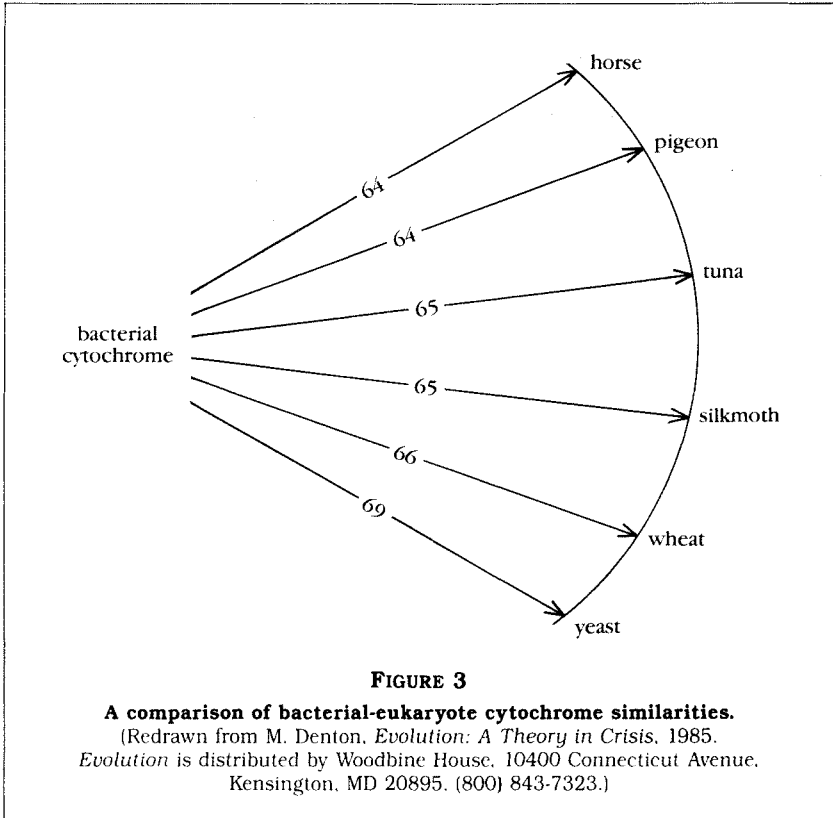 horse
pigeon
64
64
tuna
65
bacterial
cytochrome
65
silkmoth
66
69
wheat
yeast
FIGURE 3
A comparison of bacterial-eukaryote cytochrome similarities.
(Redrawn from M. Denton, Evolution: A Theory in Crisis, 1985.
Evolution is distributed by Woodbine House, 10400 Connecticut Avenue,
Kensington, MD 20895. (800) 843-7323.)